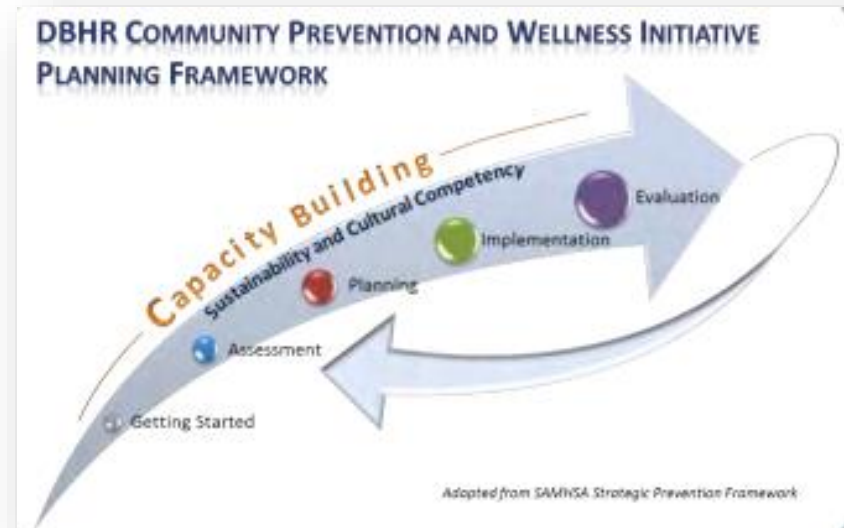 DBHR COMMUNITY PREVENTION AND WELLNESS INITIATIVE
PLANNING FRAMEWORK
Capacity Building
Sustainability and Cultural Competency
Evaluation
Implementation
Planning
Assessment
Getting Started
Adapted from SAMHSA Strategic Prevention Framework